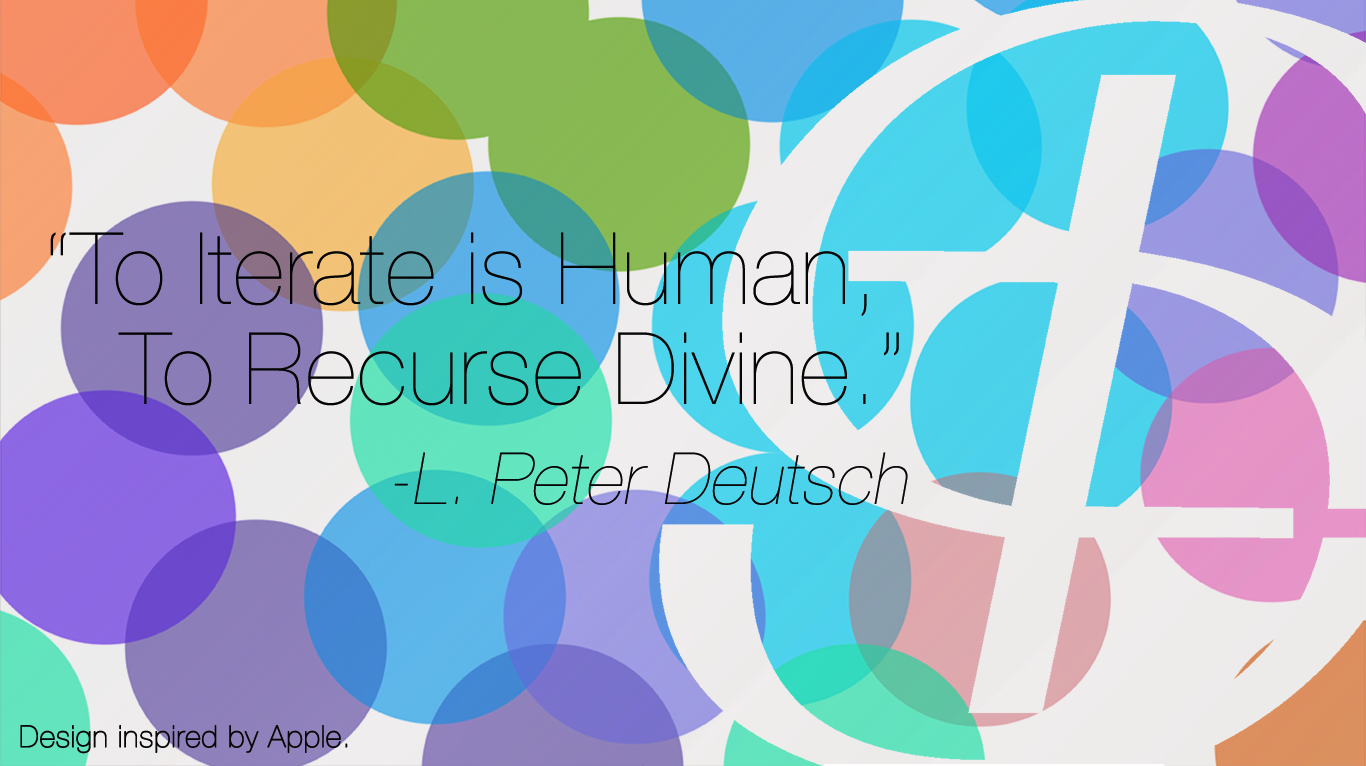 “To Iterate is Human,
To Recurse Divine.”
-L. Peter Deutsch
Design inspired by Apple.